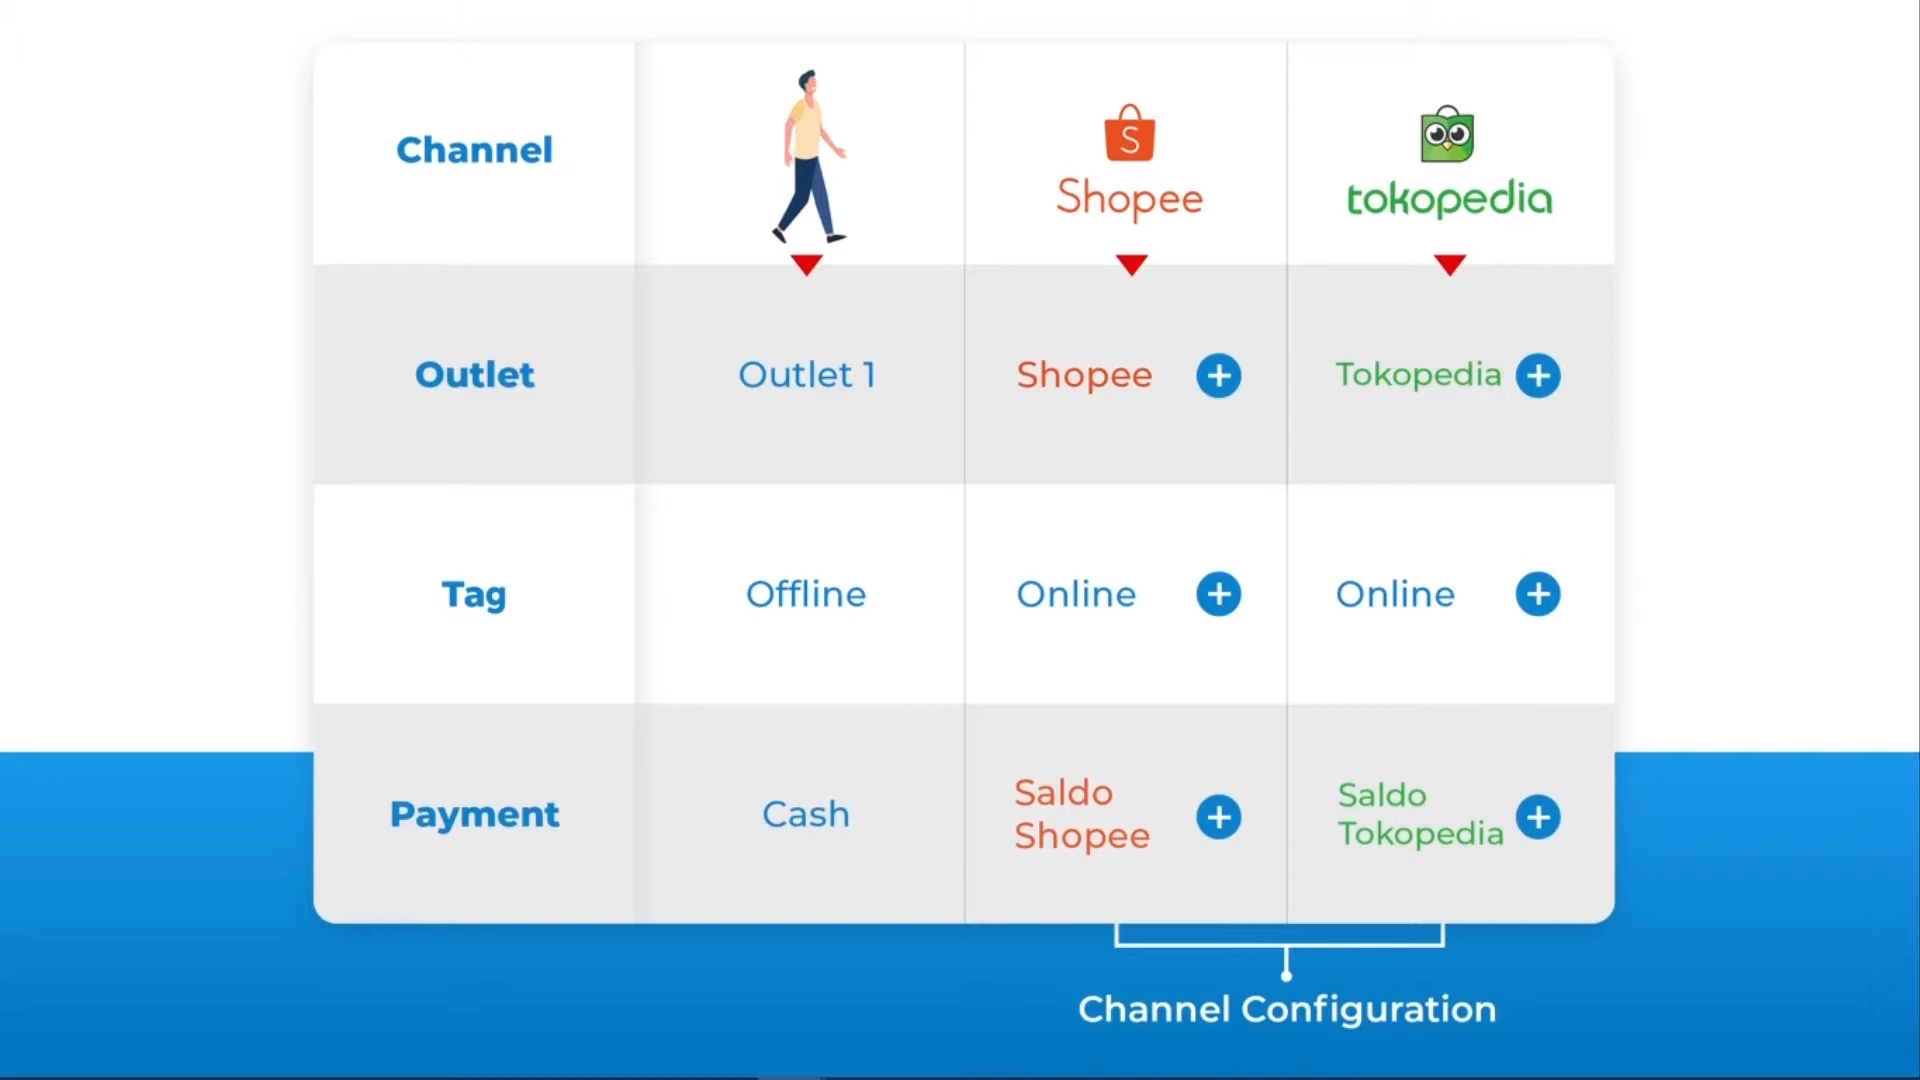 Channel
S
Shopee
tokopedia
Outlet
Outlet 1
Shopee
Tokopedia
Tag
Offline
Online
Online
Payment
Cash
Saldo
Shopee
Saldo
Tokopedia
Channel Configuration